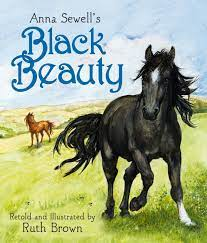 Anna Sewell's
Black
Beauty
Retold and Illustrated by
Ruth Brown